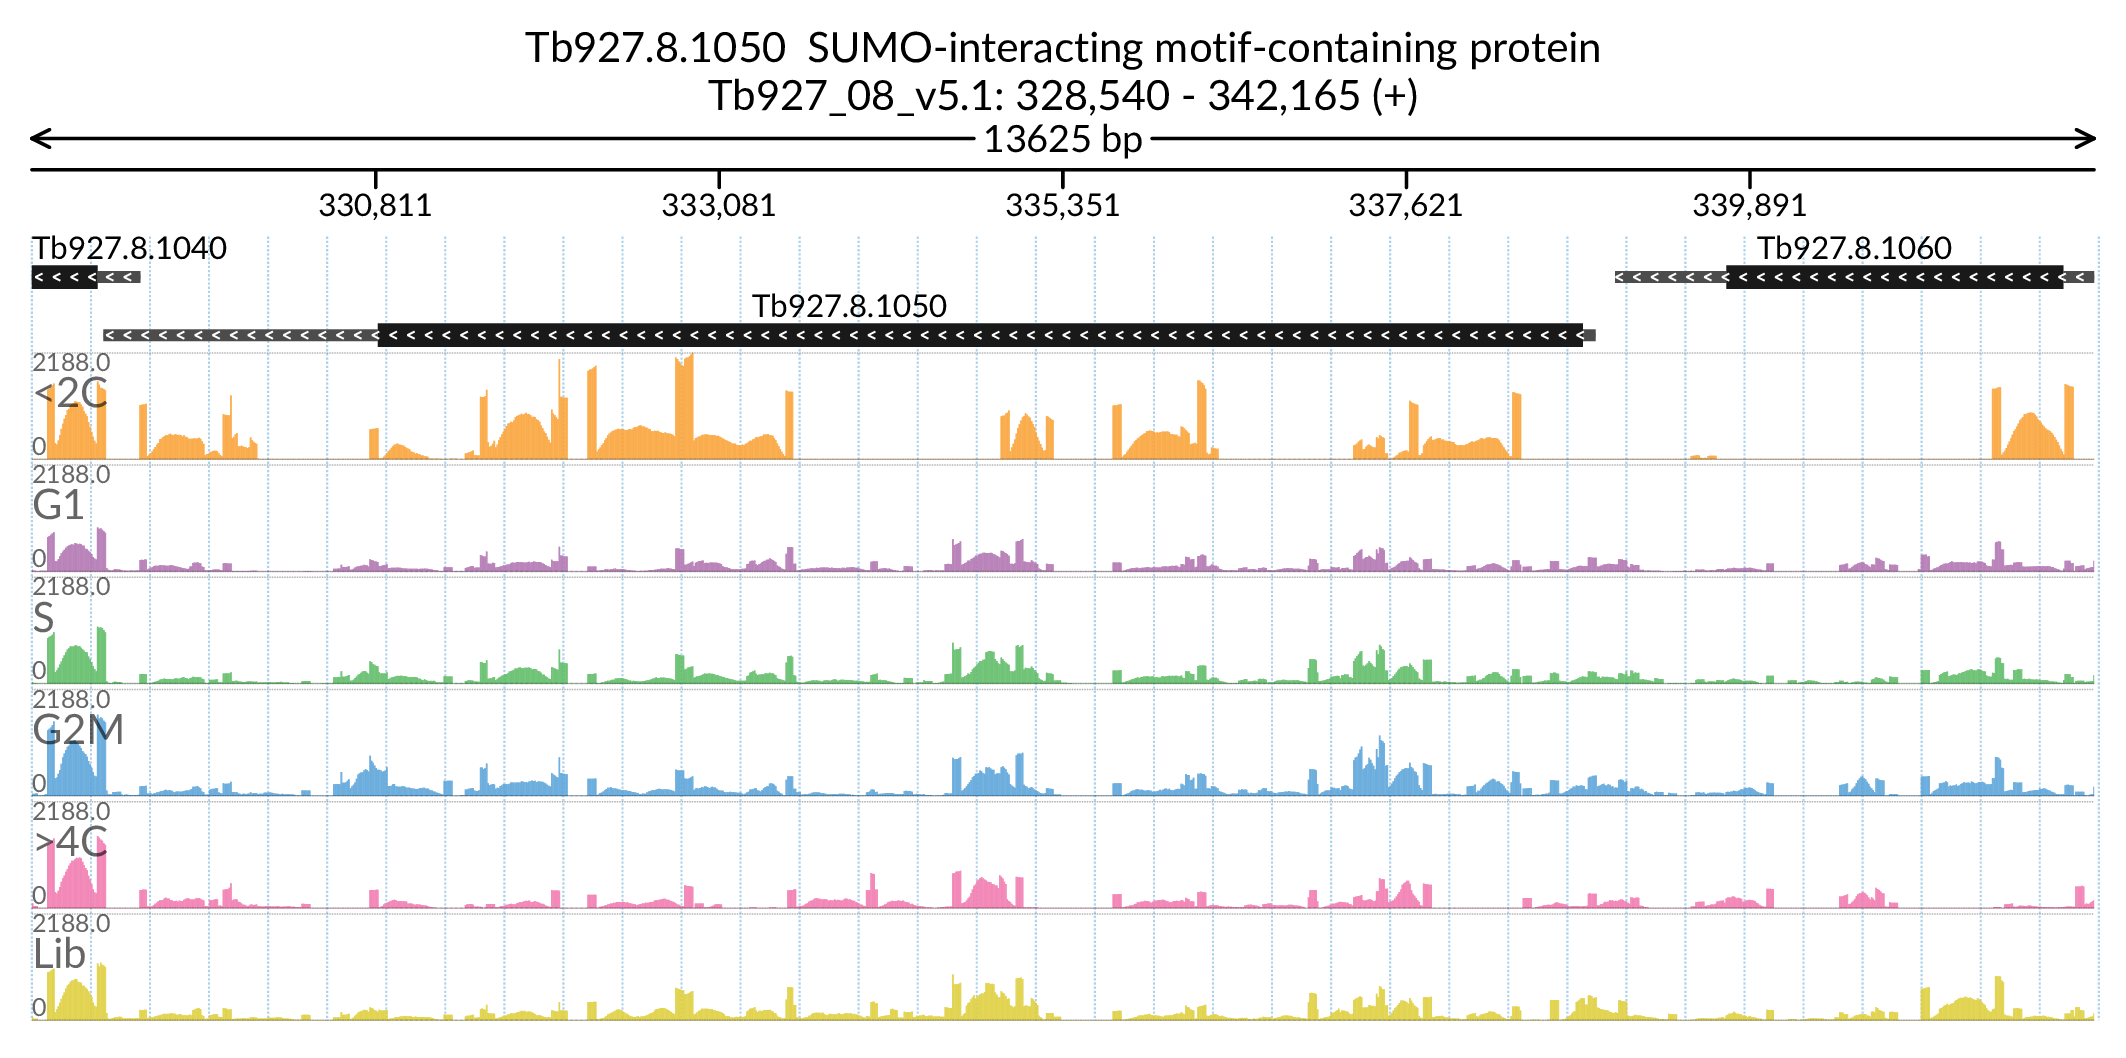 Tb927.8.1050 SUMO-interacting motif-containing protein
Tb927_08_v5.1: 328,540 - 342,165 (+)
13625 bp
330,811 333,081 335,351 337,621 339,891
Tb927.8.1040 Tb927.8.1060
Tb927.8.1050
2188.0
<2C
0
2188.0
G1
0
2188.0
S
0
2188.0
G2M
0
2188.0
>4C
0
2188.0
Lib
0